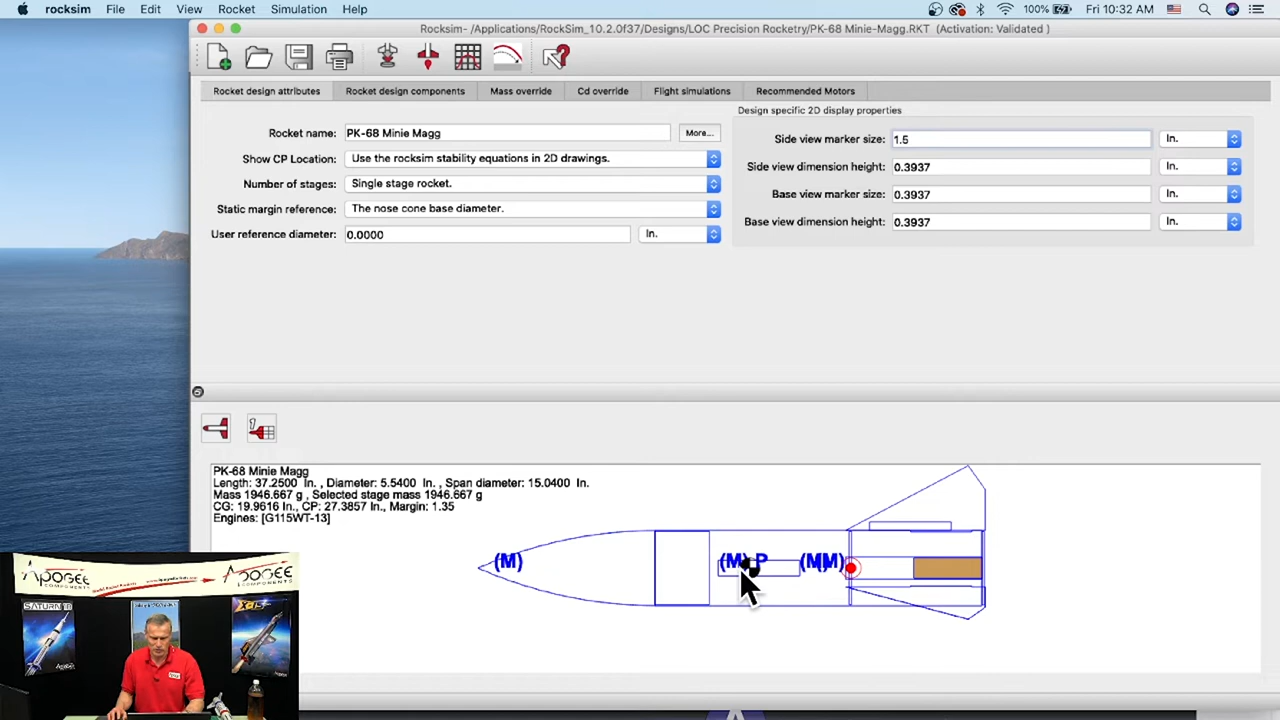 rocksim File Edit View Rocket Simulation Help 100% Fri 10:32 AM
Rocksim- /Applications/RockSim_10.2.0f37/Designs/LOC Precision Rocketry/PK-68 Minie-Magg.RKT (Activation: Validated )
Rocket design attributes Rocket design components Mass override Cd override Flight simulations Recommended Motors
Design specific 2D display properties
Rocket name: PK-68 Minie Magg More... Side view marker size: 1.5 In.
Show CP Location: Use the rocksim stability equations in 2D drawings. Side view dimension height: 0.3937 In.
Number of stages: Single stage rocket. Base view marker size: 0.3937 In.
Static margin reference: The nose cone base diameter. Base view dimension height: 0.3937 In.
User reference diameter: 0.0000 In.
PK-68 Minie Magg
Length: 37.2500 In. , Diameter: 5.5400 In. , Span diameter: 15.0400 In.
Mass 1946.667 g , Selected stage mass 1946.667 g
CG: 19.9616 In., CP: 27.3857 In., Margin: 1.35
Engines: [G115WT-13]
(M) (M) P (MM)
APOGEE COMPONENTS APOGEE COMPONENTS
SATURN 1B